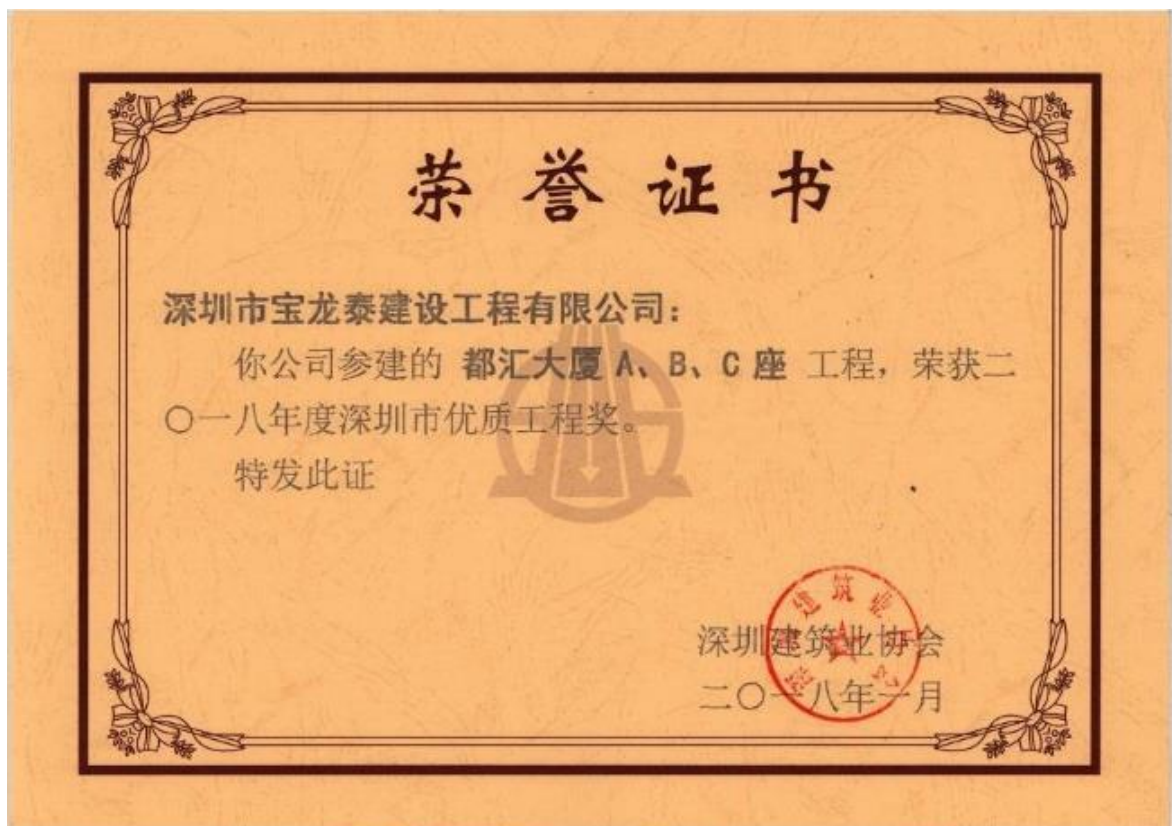 荣誉证书
深圳市宝龙泰建设工程有限公司：
你公司参建的 都汇大厦 A、B、C 座 工程，荣获二
〇一八年度深圳市优质工程奖。
特发此证
深圳建筑业协会
二〇一八年一月